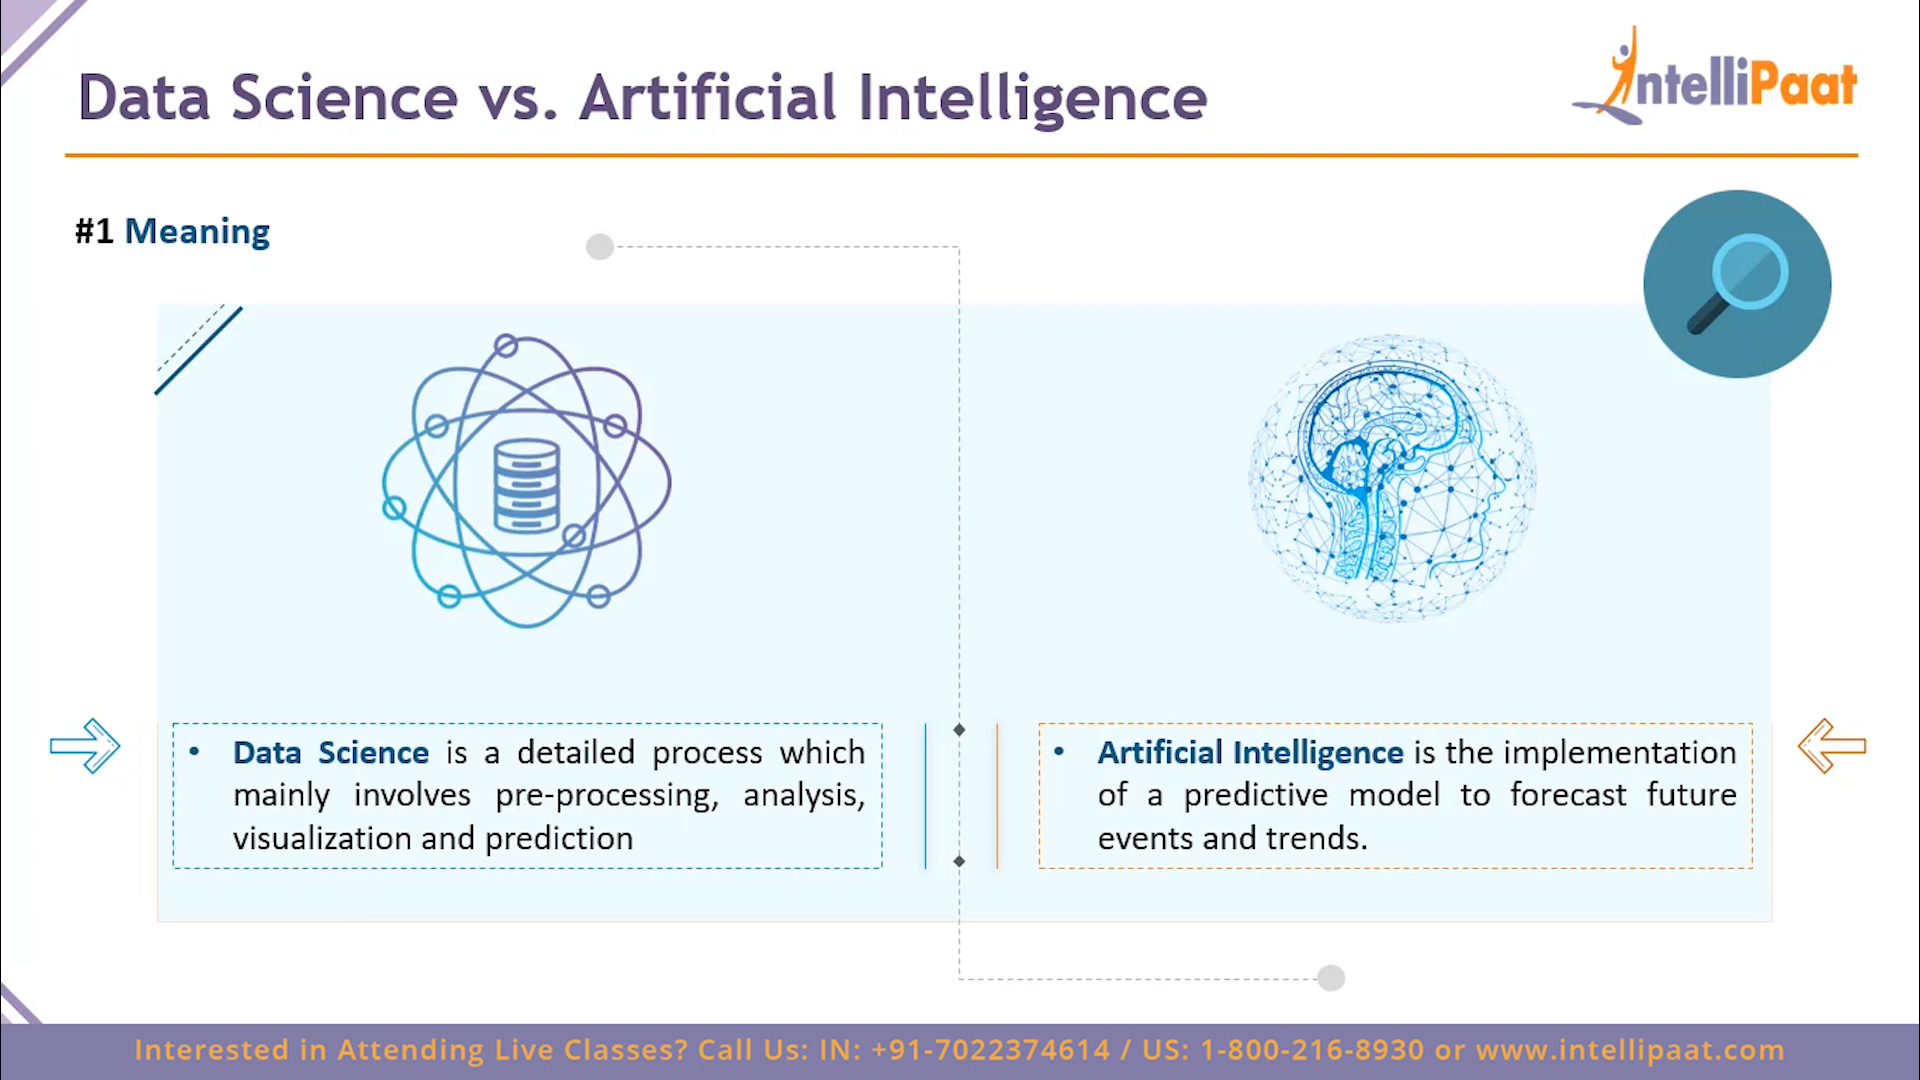 Data Science vs. Artificial Intelligence
IntelliPaat
#1 Meaning
• Data Science is a detailed process which
mainly involves pre-processing, analysis,
visualization and prediction
• Artificial Intelligence is the implementation
of a predictive model to forecast future
events and trends.
Interested in Attending Live Classes? Call Us: IN: +91-7022374614 / US: 1-800-216-8930 or www.intellipaat.com